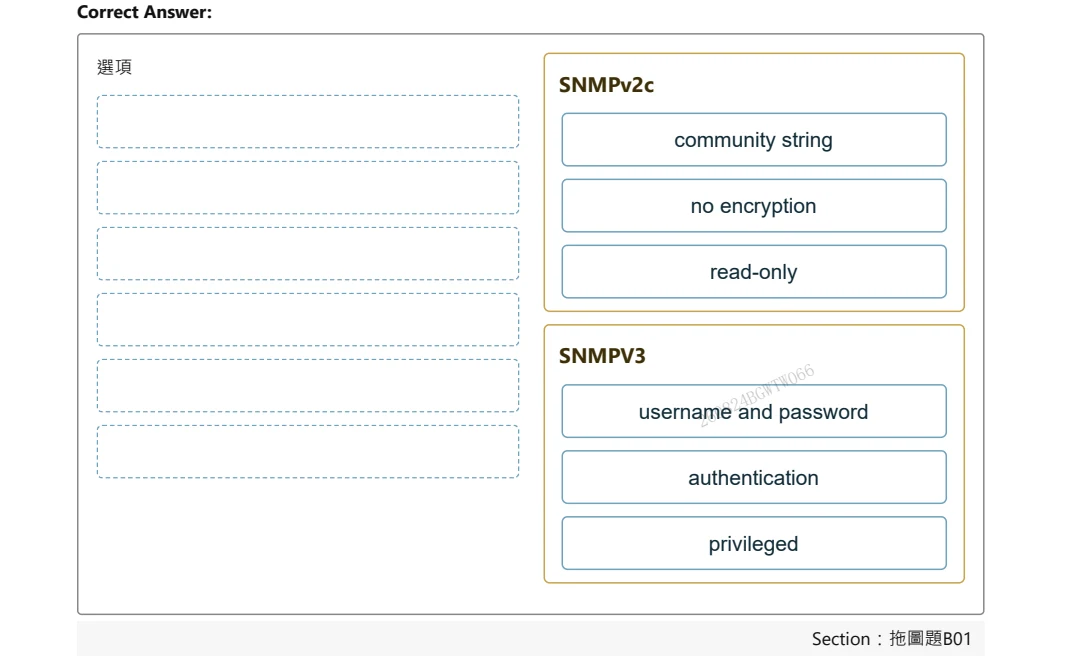 Correct Answer:
選項
SNMPv2c
community string
no encryption
read-only
SNMPV3
username and password
authentication
privileged
Section：拖圖題B01